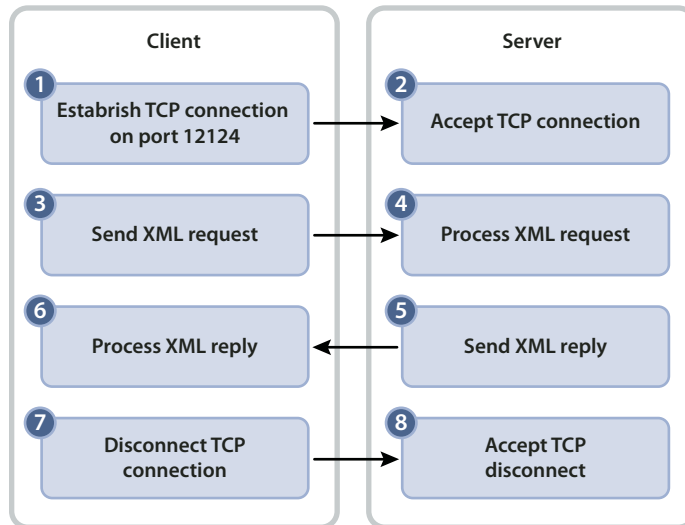 Client
Server
1
Estabrish TCP connection
on port 12124
2
Accept TCP connection
3
Send XML request
4
Process XML request
6
Process XML reply
5
Send XML reply
7
Disconnect TCP
connection
8
Accept TCP
disconnect